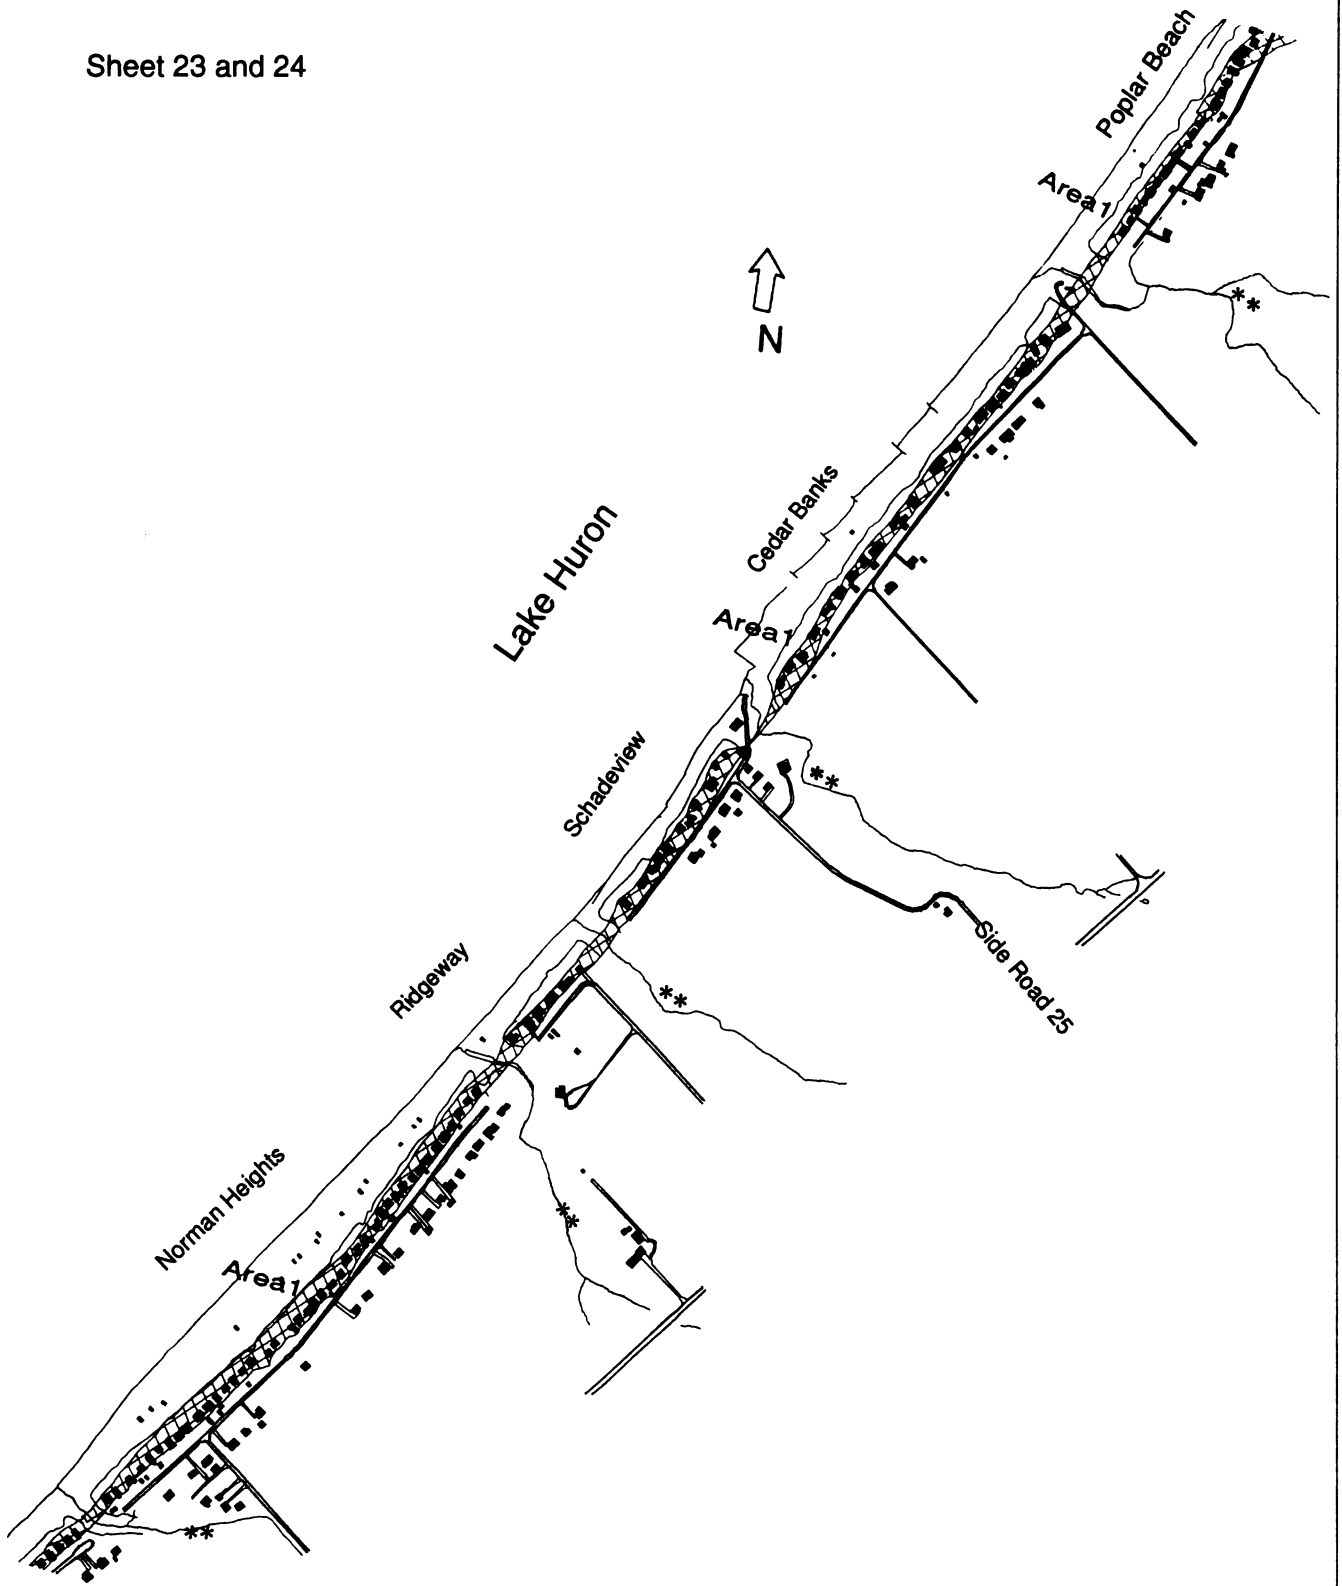 Sheet 23 and 24
Poplar Beach
Area 1
**
N
Cedar Banks
Lake Huron
Area 1
Schadeview
**
Side Road 25
Ridgeway
**
Norman Heights
**
Area 1
**